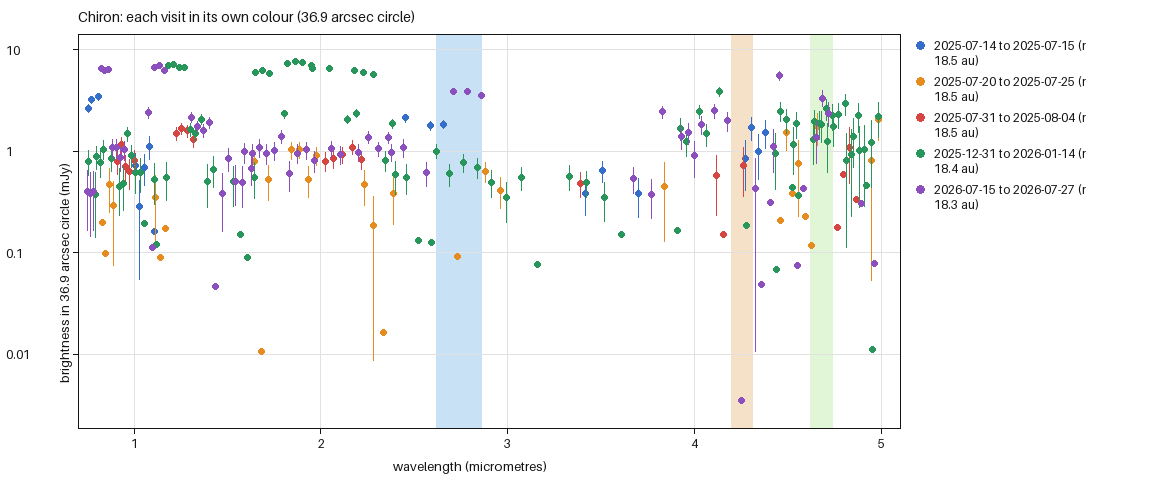 Chiron: each visit in its own colour (36.9 arcsec circle)
10
1
0.1
0.01
brightness in 36.9 arcsec circle (mJy)
1
2
3
4
5
wavelength (micrometres)
2025-07-14 to 2025-07-15 (r
18.5 au)
2025-07-20 to 2025-07-25 (r
18.5 au)
2025-07-31 to 2025-08-04 (r
18.5 au)
2025-12-31 to 2026-01-14 (r
18.4 au)
2026-07-15 to 2026-07-27 (r
18.3 au)